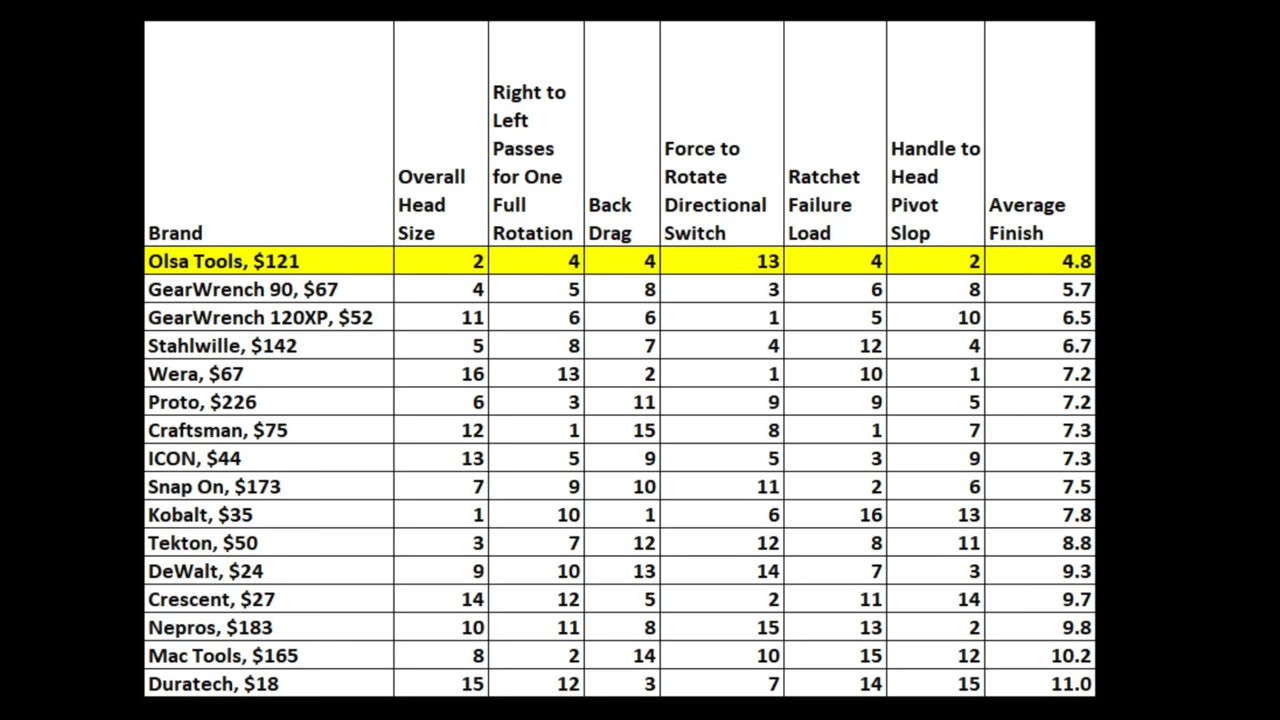 Brand Overall Head Size Right to Left Passes for One Full Rotation Back Drag Force to Rotate Directional Switch Ratchet Failure Load Handle to Head Pivot Slop Average Finish
Olsa Tools, $121 2 4 4 13 4 2 4.8
GearWrench 90, $67 4 5 8 3 6 8 5.7
GearWrench 120XP, $52 11 6 6 1 5 10 6.5
Stahlwille, $142 5 8 7 4 12 4 6.7
Wera, $67 16 13 2 1 10 1 7.2
Proto, $226 6 3 11 9 9 5 7.2
Craftsman, $75 12 1 15 8 1 7 7.3
ICON, $44 13 5 9 5 3 9 7.3
Snap On, $173 7 9 10 11 2 6 7.5
Kobalt, $35 1 10 1 6 16 13 7.8
Tekton, $50 3 7 12 12 8 11 8.8
DeWalt, $24 9 10 13 14 7 3 9.3
Crescent, $27 14 12 5 2 11 14 9.7
Nepros, $183 10 11 8 15 13 2 9.8
Mac Tools, $165 8 2 14 10 15 12 10.2
Duratech, $18 15 12 3 7 14 15 11.0